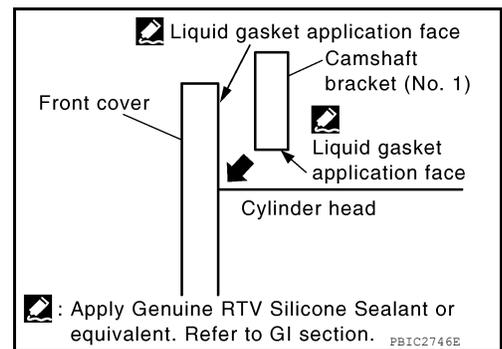 Liquid gasket application face
Camshaft
bracket (No. 1)
Front cover
Liquid gasket
application face
Cylinder head
: Apply Genuine RTV Silicone Sealant or
equivalent. Refer to GI section.
PBIC2746E